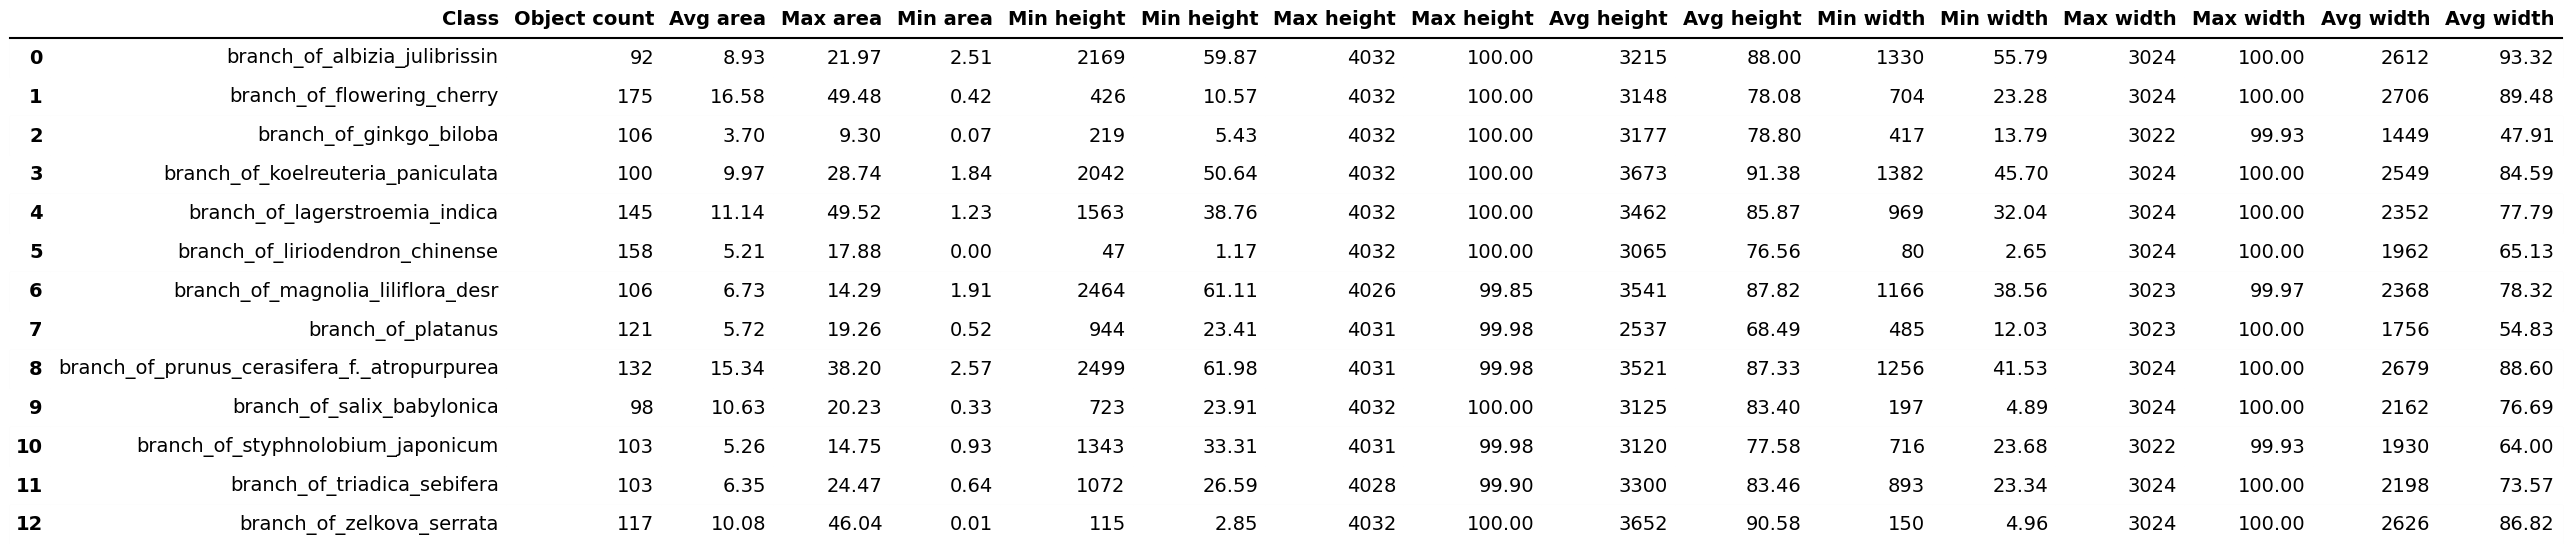 Class Object count Avg area Max area Min area Min height Min height Max height Max height Avg height Avg height Min width Min width Max width Max width Avg width Avg width
0 branch_of_albizia_julibrissin 92 8.93 21.97 2.51 2169 59.87 4032 100.00 3215 88.00 1330 55.79 3024 100.00 2612 93.32
1 branch_of_flowering_cherry 175 16.58 49.48 0.42 426 10.57 4032 100.00 3148 78.08 704 23.28 3024 100.00 2706 89.48
2 branch_of_ginkgo_biloba 106 3.70 9.30 0.07 219 5.43 4032 100.00 3177 78.80 417 13.79 3022 99.93 1449 47.91
3 branch_of_koelreuteria_paniculata 100 9.97 28.74 1.84 2042 50.64 4032 100.00 3673 91.38 1382 45.70 3024 100.00 2549 84.59
4 branch_of_lagerstroemia_indica 145 11.14 49.52 1.23 1563 38.76 4032 100.00 3462 85.87 969 32.04 3024 100.00 2352 77.79
5 branch_of_liriodendron_chinense 158 5.21 17.88 0.00 47 1.17 4032 100.00 3065 76.56 80 2.65 3024 100.00 1962 65.13
6 branch_of_magnolia_liliflora_desr 106 6.73 14.29 1.91 2464 61.11 4026 99.85 3541 87.82 1166 38.56 3023 99.97 2368 78.32
7 branch_of_platanus 121 5.72 19.26 0.52 944 23.41 4031 99.98 2537 68.49 485 12.03 3023 100.00 1756 54.83
8 branch_of_prunus_cerasifera_f._atropurpurea 132 15.34 38.20 2.57 2499 61.98 4031 99.98 3521 87.33 1256 41.53 3024 100.00 2679 88.60
9 branch_of_salix_babylonica 98 10.63 20.23 0.33 723 23.91 4032 100.00 3125 83.40 197 4.89 3024 100.00 2162 76.69
10 branch_of_styphnolobium_japonicum 103 5.26 14.75 0.93 1343 33.31 4031 99.98 3120 77.58 716 23.68 3022 99.93 1930 64.00
11 branch_of_triadica_sebifera 103 6.35 24.47 0.64 1072 26.59 4028 99.90 3300 83.46 893 23.34 3024 100.00 2198 73.57
12 branch_of_zelkova_serrata 117 10.08 46.04 0.01 115 2.85 4032 100.00 3652 90.58 150 4.96 3024 100.00 2626 86.82